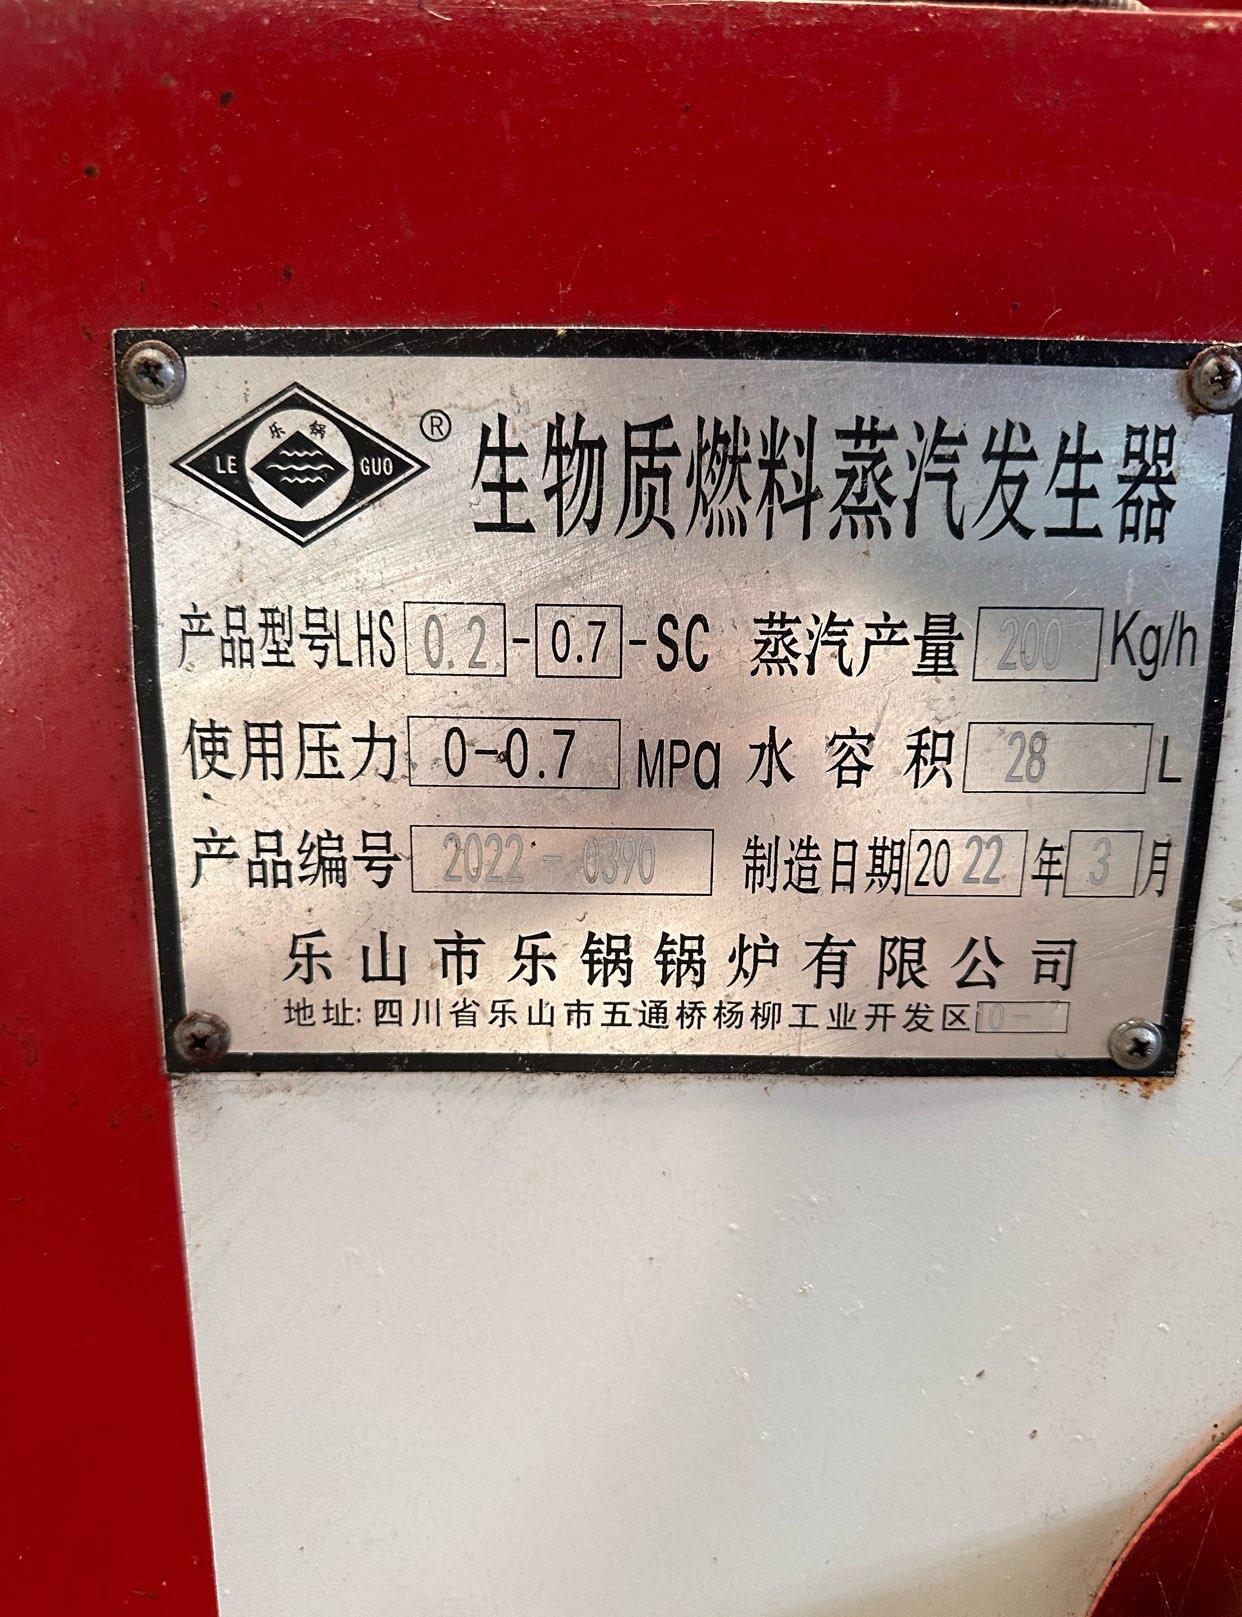 乐锅
LE GUO ® 生物质燃料蒸汽发生器
产品型号LHS 0.2-0.7-SC 蒸汽产量 200 Kg/h
使用压力 0-0.7 MPa 水容积 28 L
产品编号 2022-0390 制造日期 2022 年 3 月
乐山市乐锅锅炉有限公司
地址: 四川省乐山市五通桥杨柳工业开发区10-